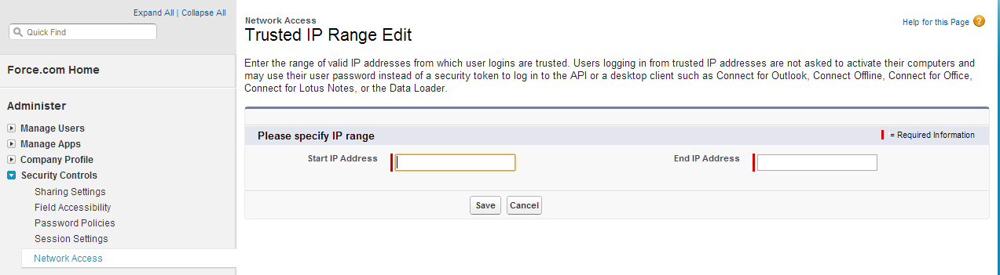 Expand All | Collapse All
Quick Find
Force.com Home
Administer
Manage Users
Manage Apps
Company Profile
Security Controls
Sharing Settings
Field Accessibility
Password Policies
Session Settings
Network Access
Network Access
Trusted IP Range Edit
Help for this Page ?
Enter the range of valid IP addresses from which user logins are trusted. Users logging in from trusted IP addresses are not asked to activate their computers and
may use their user password instead of a security token to log in to the API or a desktop client such as Connect for Outlook, Connect Offline, Connect for Office,
Connect for Lotus Notes, or the Data Loader.
Please specify IP range
= Required Information
Start IP Address
End IP Address
Save
Cancel